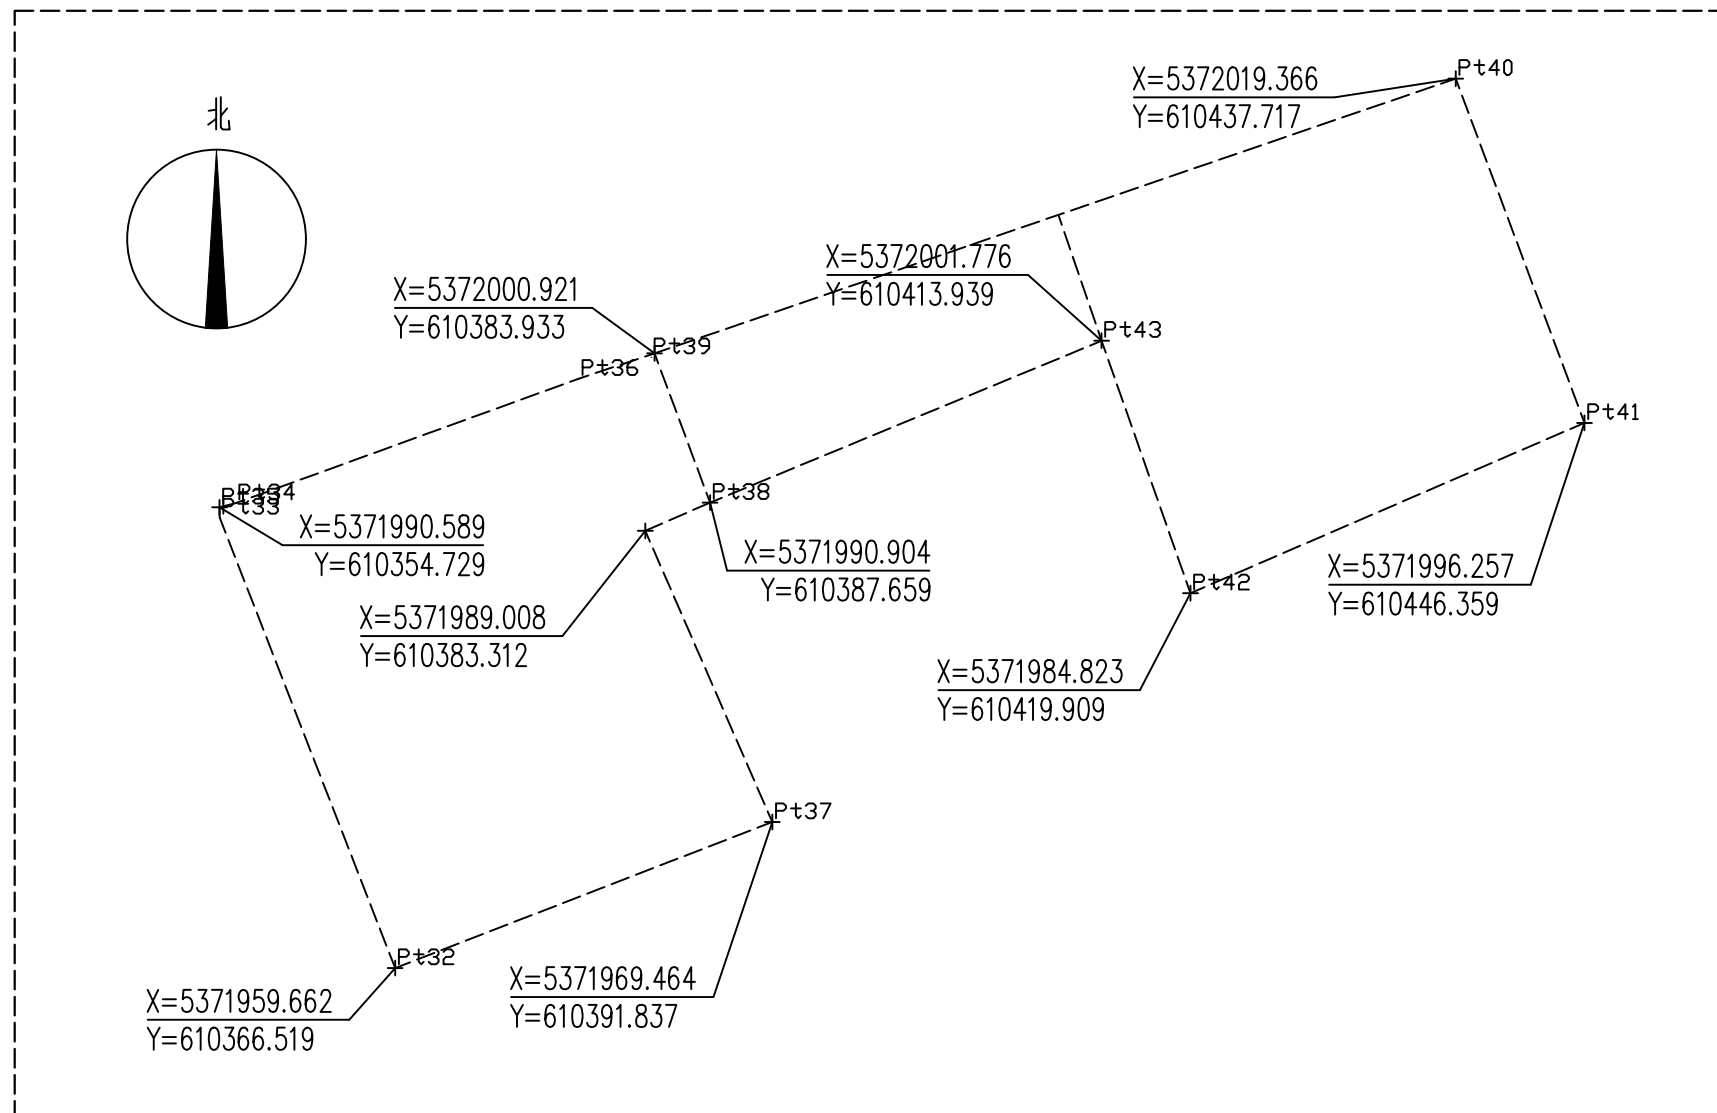 Pt40
X=5372019.366
Y=610437.717
北
X=5372001.776
Y=610413.939
X=5372000.921
Y=610383.933
Pt43
Pt39
Pt36
Pt41
Pt34
Pt33
X=5371990.589
Y=610354.729
Pt38
X=5371990.904
Y=610387.659
X=5371996.257
Y=610446.359
Pt42
X=5371989.008
Y=610383.312
X=5371984.823
Y=610419.909
Pt37
Pt32
X=5371969.464
Y=610391.837
X=5371959.662
Y=610366.519